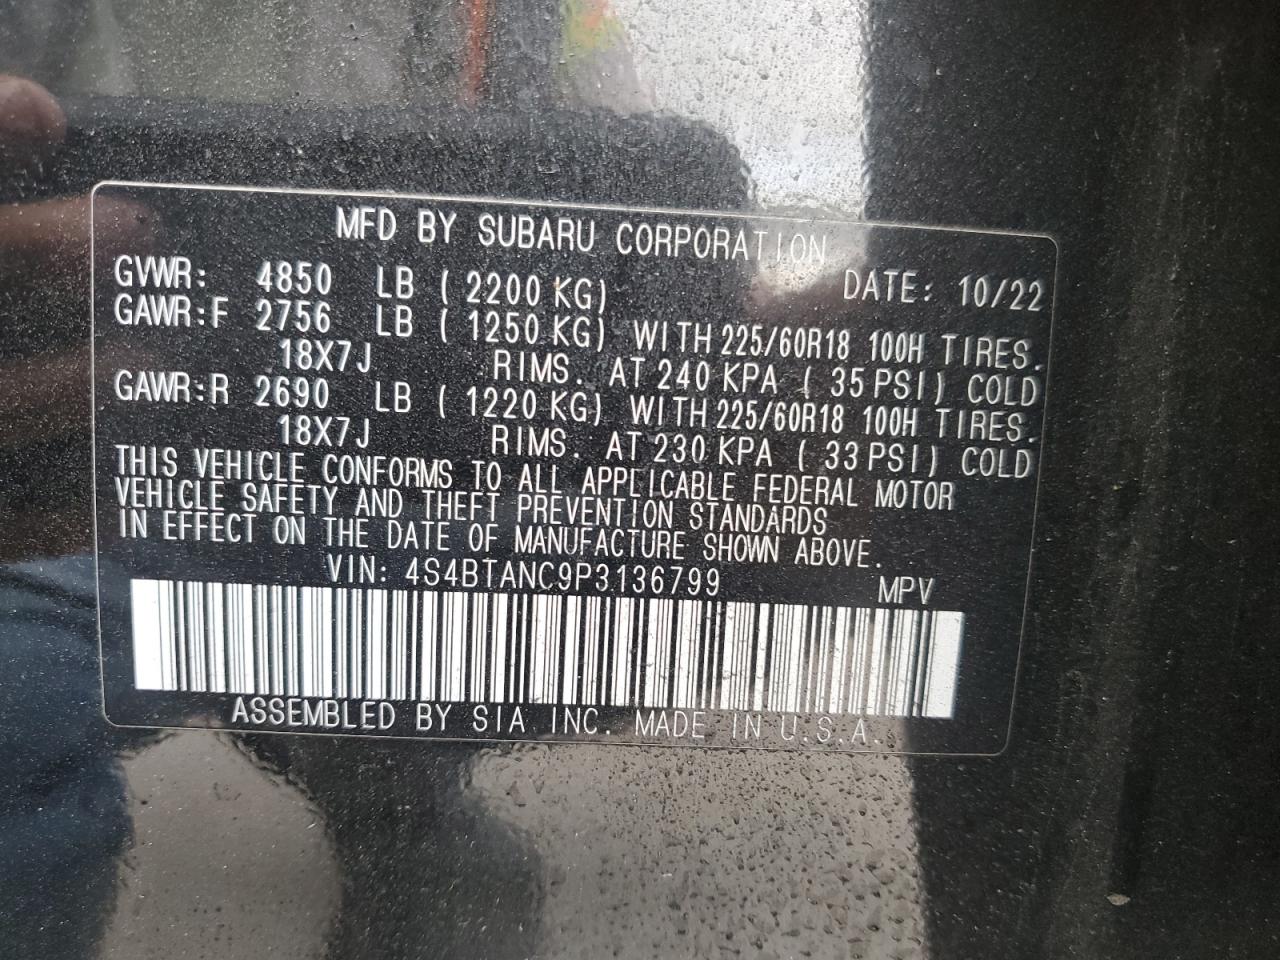 MFD BY SUBARU CORPORATION
GVWR: 4850 LB ( 2200 KG) DATE: 10/22
GAWR:F 2756 LB ( 1250 KG) WITH 225/60R18 100H TIRES.
18X7J RIMS. AT 240 KPA ( 35 PSI) COLD
GAWR:R 2690 LB ( 1220 KG) WITH 225/60R18 100H TIRES.
18X7J RIMS. AT 230 KPA ( 33 PSI) COLD
THIS VEHICLE CONFORMS TO ALL APPLICABLE FEDERAL MOTOR
VEHICLE SAFETY AND THEFT PREVENTION STANDARDS
IN EFFECT ON THE DATE OF MANUFACTURE SHOWN ABOVE.
VIN: 4S4BTANC9P3136799 MPV
ASSEMBLED BY SIA INC. MADE IN U.S.A.